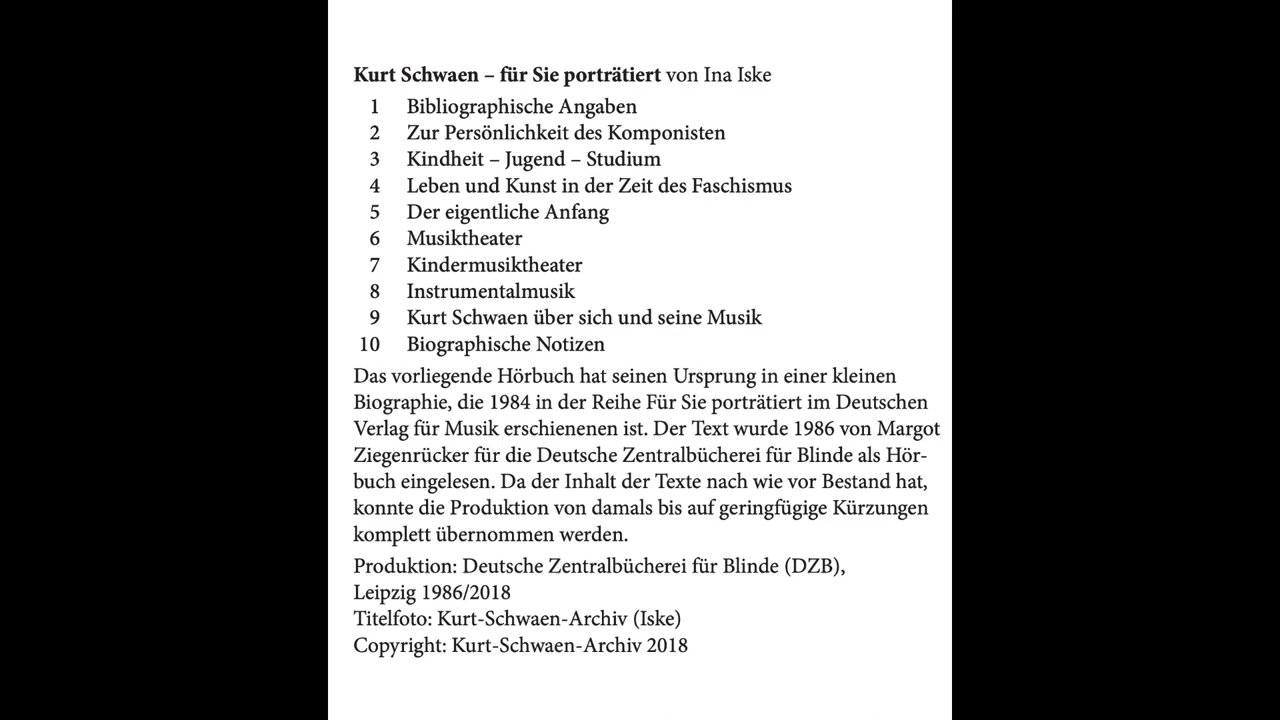 Kurt Schwaen – für Sie porträtiert von Ina Iske
1 Bibliographische Angaben
2 Zur Persönlichkeit des Komponisten
3 Kindheit – Jugend – Studium
4 Leben und Kunst in der Zeit des Faschismus
5 Der eigentliche Anfang
6 Musiktheater
7 Kindermusiktheater
8 Instrumentalmusik
9 Kurt Schwaen über sich und seine Musik
10 Biographische Notizen
Das vorliegende Hörbuch hat seinen Ursprung in einer kleinen
Biographie, die 1984 in der Reihe Für Sie porträtiert im Deutschen
Verlag für Musik erschienenen ist. Der Text wurde 1986 von Margot
Ziegenrücker für die Deutsche Zentralbücherei für Blinde als Hör-
buch eingelesen. Da der Inhalt der Texte nach wie vor Bestand hat,
konnte die Produktion von damals bis auf geringfügige Kürzungen
komplett übernommen werden.
Produktion: Deutsche Zentralbücherei für Blinde (DZB),
Leipzig 1986/2018
Titelfoto: Kurt-Schwaen-Archiv (Iske)
Copyright: Kurt-Schwaen-Archiv 2018